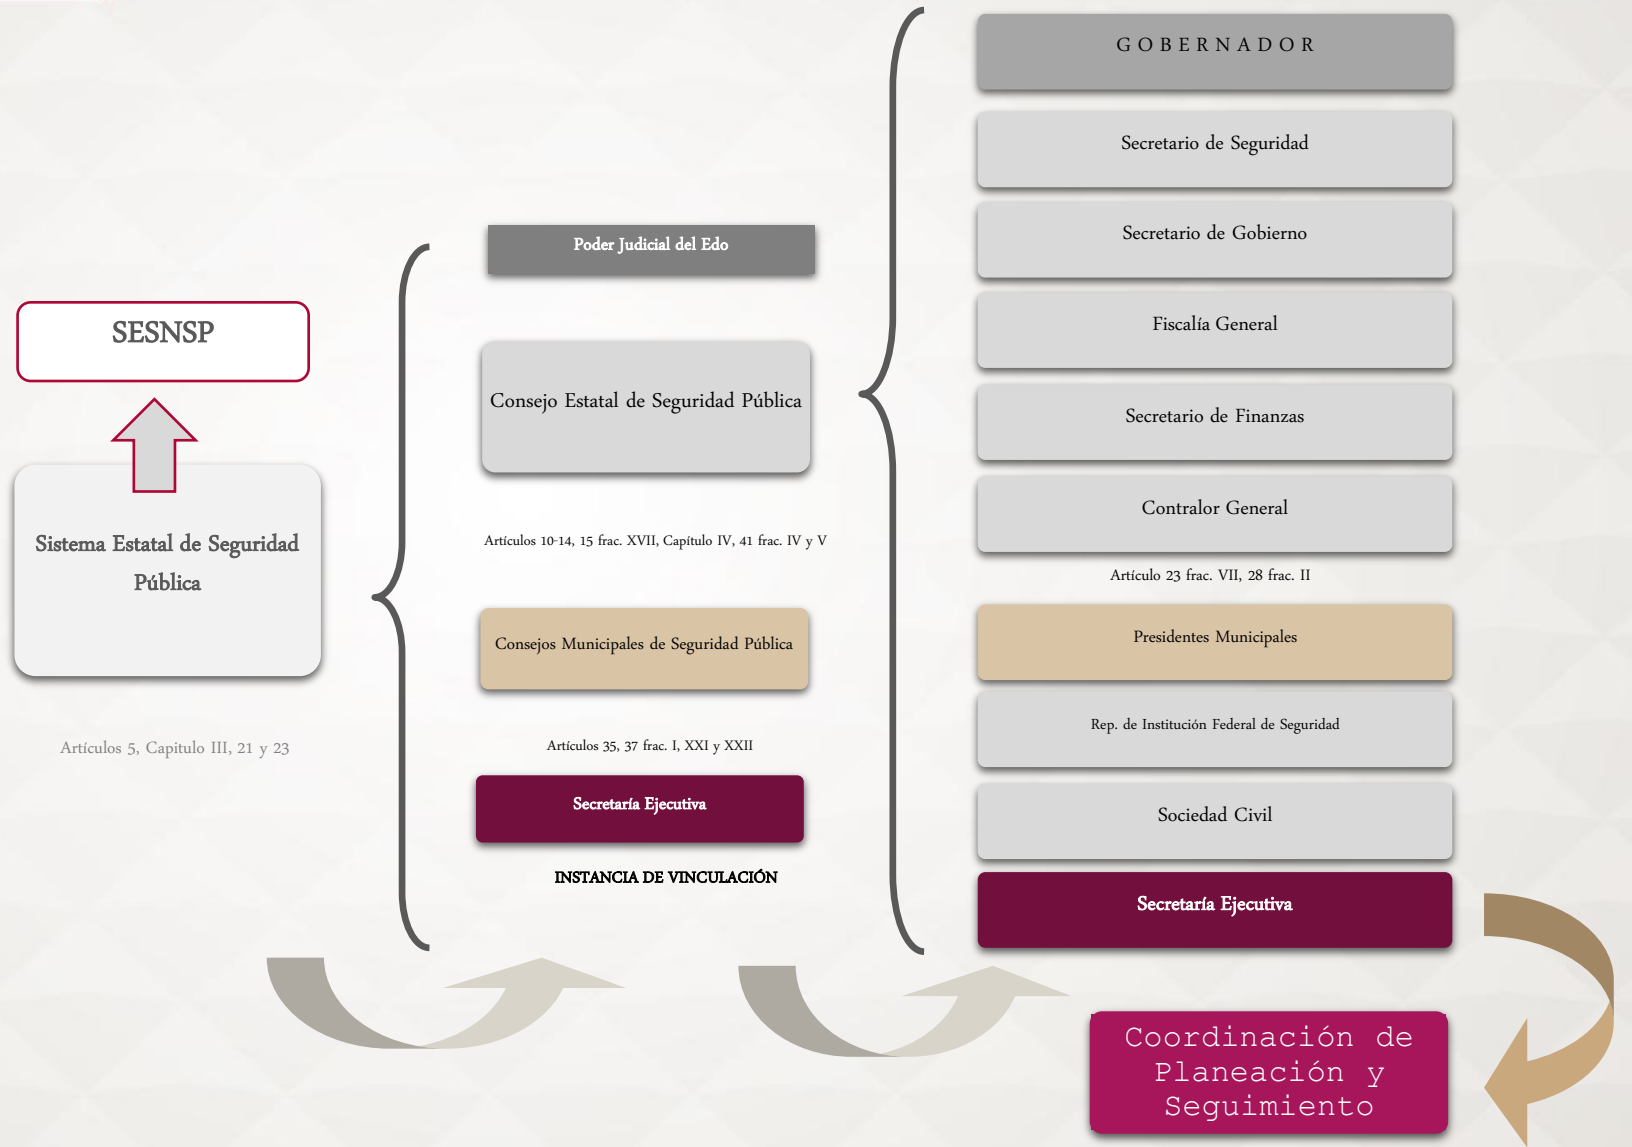 SESNSP
Sistema Estatal de Seguridad
Pública
Artículos 5, Capitulo III, 21 y 23
Poder Judicial del Edo
Consejo Estatal de Seguridad Pública
Artículos 10-14, 15 frac. XVII, Capítulo IV, 41 frac. IV y V
Consejos Municipales de Seguridad Pública
Artículos 35, 37 frac. I, XXI y XXII
Secretaría Ejecutiva
INSTANCIA DE VINCULACIÓN
GOBERNADOR
Secretario de Seguridad
Secretario de Gobierno
Fiscalía General
Secretario de Finanzas
Contralor General
Artículo 23 frac. VII, 28 frac. II
Presidentes Municipales
Rep. de Institución Federal de Seguridad
Sociedad Civil
Secretaría Ejecutiva
Coordinación de
Planeación y
Seguimiento